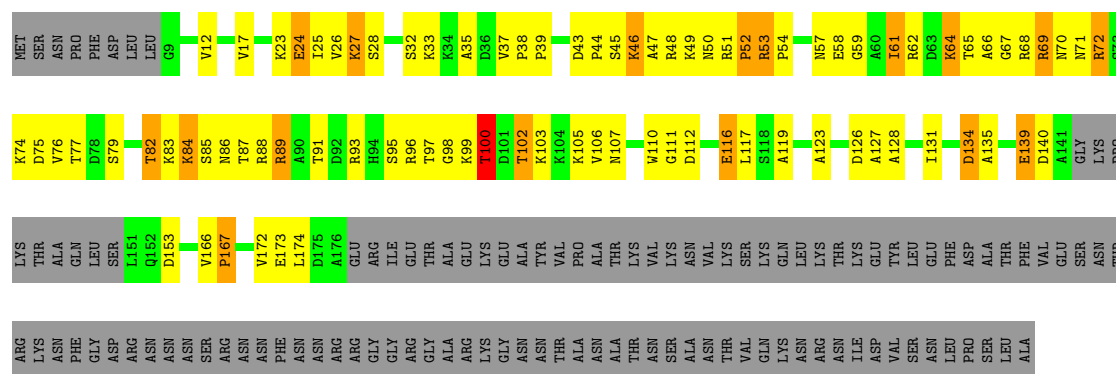 MET SER ASN PRO PHE ASP LEU LEU G9 V12 V17 K23 E24 I25 V26 K27 S28 S32 K33 K34 A35 D36 V37 P38 P39 D43 P44 S45 K46 A47 R48 K49 N50 R51 P52 R53 P54 N57 E58 G59 A60 I61 R62 D63 K64 T65 A66 G67 R68 R69 N70 N71 R72
K74 D75 V76 T77 D78 S79 T82 K83 K84 S85 N86 T87 R88 R89 A90 T91 D92 R93 H94 S95 R96 T97 G98 K99 T100 D101 T102 K103 K104 K105 V106 N107 W110 G111 D112 E116 L117 S118 A119 A123 D126 A127 A128 I131 D134 A135 E139 D140 A141 GLY LYS PRO
LYS THR ALA GLN LEU SER L151 Q152 D153 V166 P167 V172 E173 L174 D175 A176 GLU ARG ILE GLU THR ALA GLU LYS GLU ALA TYR VAL PRO ALA THR LYS VAL LYS ASN VAL LYS SER LYS GLN LEU LYS THR LYS GLU TYR LEU GLU PHE ASP ALA THR PHE VAL GLU SER ASN
ARG LYS ASN PHE GLY ASP ARG ASN ASN ASN SER ARG ASN ASN PHE ASN ASN ARG ARG GLY GLY ARG GLY ALA ARG LYS GLY ASN ASN THR ALA ASN ALA THR ASN SER ALA ASN THR VAL GLN LYS ASN ARG ASN ILE ASP VAL SER ASN LEU PRO SER LEU ALA